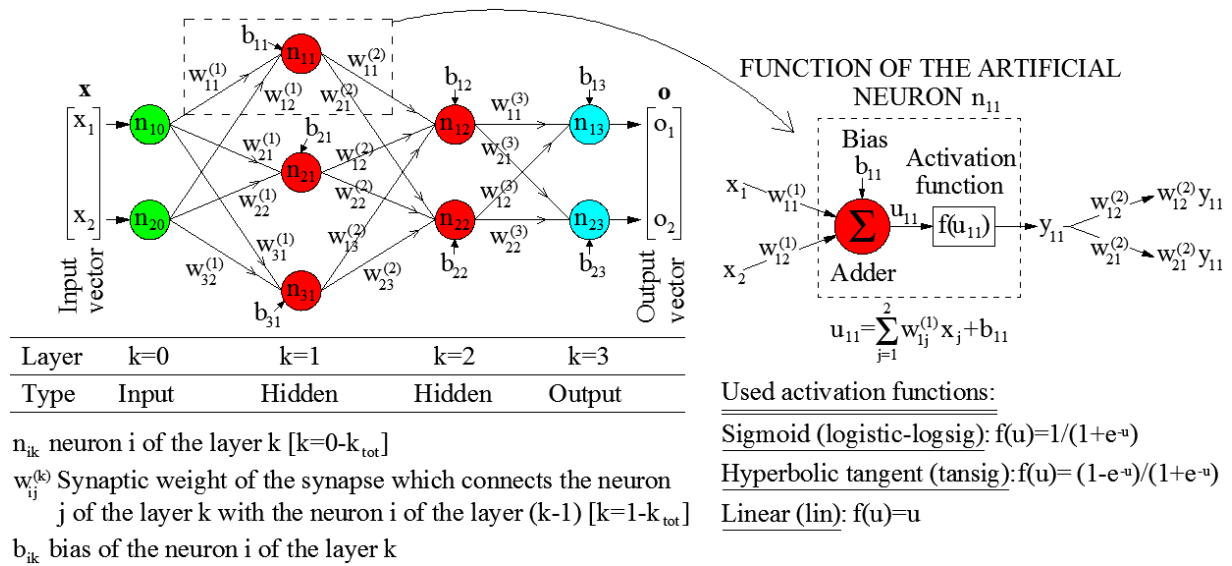 x
Input vector
x₁
x₂
n₁₀
n₂₀
w₁₁⁽¹⁾
w₁₂⁽¹⁾
w₂₁⁽¹⁾
w₂₂⁽¹⁾
w₃₁⁽¹⁾
w₃₂⁽¹⁾
b₁₁
n₁₁
b₂₁
n₂₁
b₃₁
n₃₁
w₁₁⁽²⁾
w₂₁⁽²⁾
w₁₂⁽²⁾
w₂₂⁽²⁾
w₁₃⁽²⁾
w₂₃⁽²⁾
b₁₂
n₁₂
n₂₂
b₂₂
w₁₁⁽³⁾
w₂₁⁽³⁾
w₁₂⁽³⁾
w₂₂⁽³⁾
b₁₃
n₁₃
n₂₃
b₂₃
o
o₁
o₂
Output vector
Layer k=0 k=1 k=2 k=3
Type Input Hidden Hidden Output
nᵢₖ neuron i of the layer k [k=0-kₜₒₜ]
wᵢⱼ⁽ᵏ⁾ Synaptic weight of the synapse which connects the neuron
j of the layer k with the neuron i of the layer (k-1) [k=1-kₜₒₜ]
bᵢₖ bias of the neuron i of the layer k
FUNCTION OF THE ARTIFICIAL
NEURON n₁₁
Bias
b₁₁
Activation
function
x₁
w₁₁⁽¹⁾
x₂
w₁₂⁽¹⁾
Σ
Adder
u₁₁
f(u₁₁)
y₁₁
w₁₂⁽²⁾
w₁₂⁽²⁾y₁₁
w₂₁⁽²⁾
w₂₁⁽²⁾y₁₁
2
u₁₁=Σw₁ⱼ⁽¹⁾xⱼ+b₁₁
j=1
Used activation functions:
Sigmoid (logistic-logsig): f(u)=1/(1+e⁻ᵘ)
Hyperbolic tangent (tansig):f(u)= (1-e⁻ᵘ)/(1+e⁻ᵘ)
Linear (lin): f(u)=u